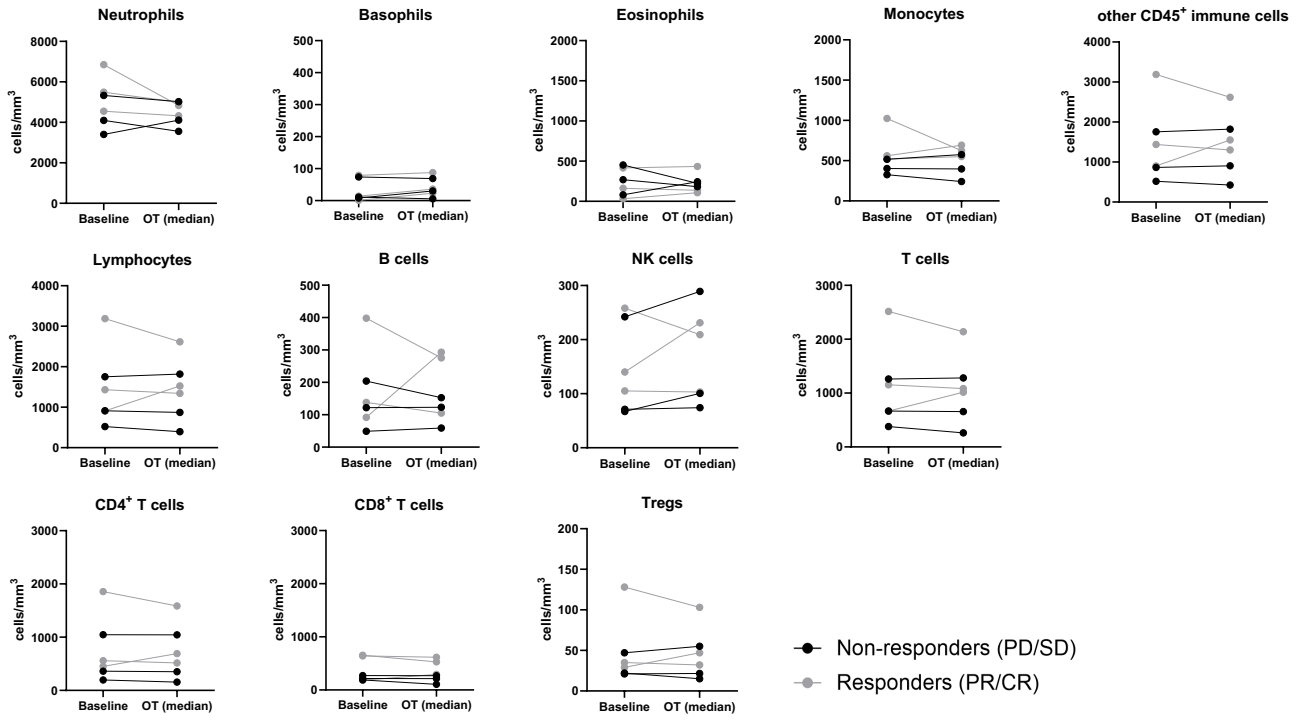 Neutrophils
cells/mm³
8000
6000
4000
2000
0
Baseline OT (median)
Basophils
cells/mm³
500
400
300
200
100
0
Baseline OT (median)
Eosinophils
cells/mm³
2000
1500
1000
500
0
Baseline OT (median)
Monocytes
cells/mm³
2000
1500
1000
500
0
Baseline OT (median)
other CD45⁺ immune cells
cells/mm³
4000
3000
2000
1000
0
Baseline OT (median)
Lymphocytes
cells/mm³
4000
3000
2000
1000
0
Baseline OT (median)
B cells
cells/mm³
500
400
300
200
100
0
Baseline OT (median)
NK cells
cells/mm³
300
200
100
0
Baseline OT (median)
T cells
cells/mm³
3000
2000
1000
0
Baseline OT (median)
CD4⁺ T cells
cells/mm³
3000
2000
1000
0
Baseline OT (median)
CD8⁺ T cells
cells/mm³
3000
2000
1000
0
Baseline OT (median)
Tregs
cells/mm³
200
150
100
50
0
Baseline OT (median)
Non-responders (PD/SD)
Responders (PR/CR)